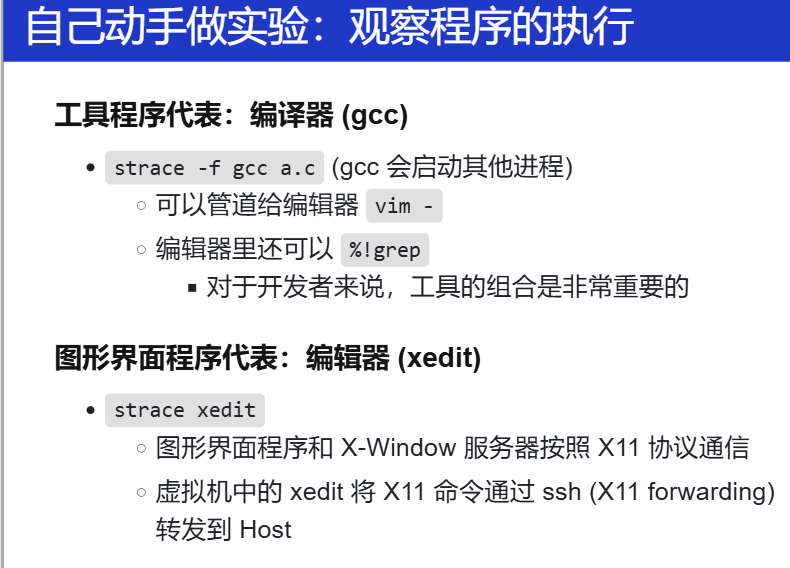 自己动手做实验：观察程序的执行
工具程序代表：编译器 (gcc)
• strace -f gcc a.c (gcc 会启动其他进程)
○ 可以管道给编辑器 vim -
○ 编辑器里还可以 %!grep
▪ 对于开发者来说，工具的组合是非常重要的
图形界面程序代表：编辑器 (xedit)
• strace xedit
○ 图形界面程序和 X-Window 服务器按照 X11 协议通信
○ 虚拟机中的 xedit 将 X11 命令通过 ssh (X11 forwarding)
转发到 Host